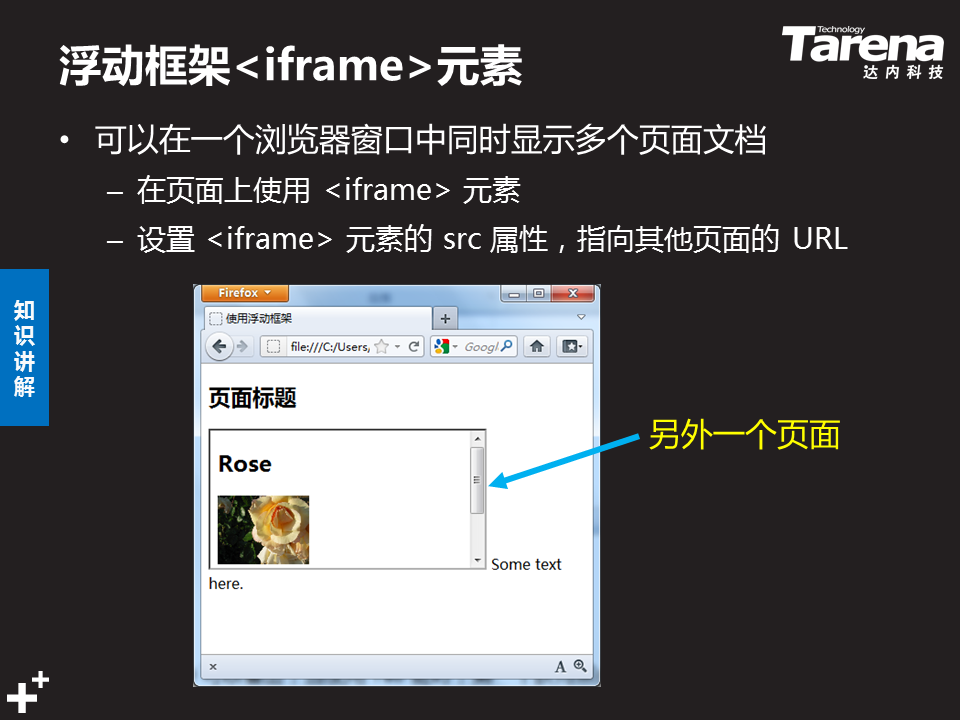 浮动框架<iframe>元素
Technology
Tarena
达内科技
• 可以在一个浏览器窗口中同时显示多个页面文档
– 在页面上使用 <iframe> 元素
– 设置 <iframe> 元素的 src 属性，指向其他页面的 URL
知识讲解
Firefox
使用浮动框架
file:///C:/Users,
Googl
页面标题
Rose
Some text
here.
另外一个页面
× A